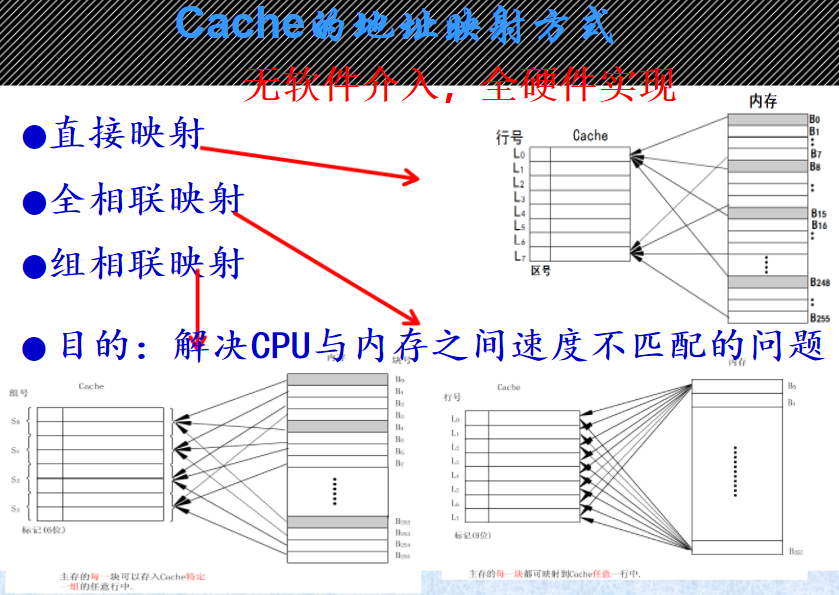 Cache的地址映射方式
无软件介入，全硬件实现
●直接映射
●全相联映射
●组相联映射
●目的：解决CPU与内存之间速度不匹配的问题
行号
Cache
内存
L0
L1
L2
L3
L4
L5
L6
L7
区号
B0
B1
B7
B8
B15
B16
B248
B255
组号
Cache
内存
块号
S0
S1
S2
S3
标记(6位)
B0
B1
B2
B3
B4
B5
B6
B7
B252
B253
B254
B255
主存的每一块可以存入Cache特定
一组的任意行中.
行号
Cache
内存
L0
L1
L2
L3
L4
L5
L6
L7
标记(8位)
B0
B1
B255
主存的每一块都可映射到Cache任意一行中.